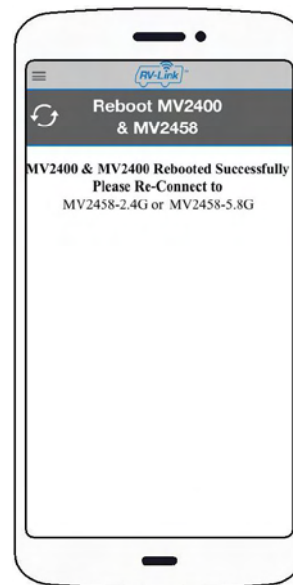 RV-Link™
Reboot MV2400
& MV2458
MV2400 & MV2400 Rebooted Successfully
Please Re-Connect to
MV2458-2.4G or MV2458-5.8G